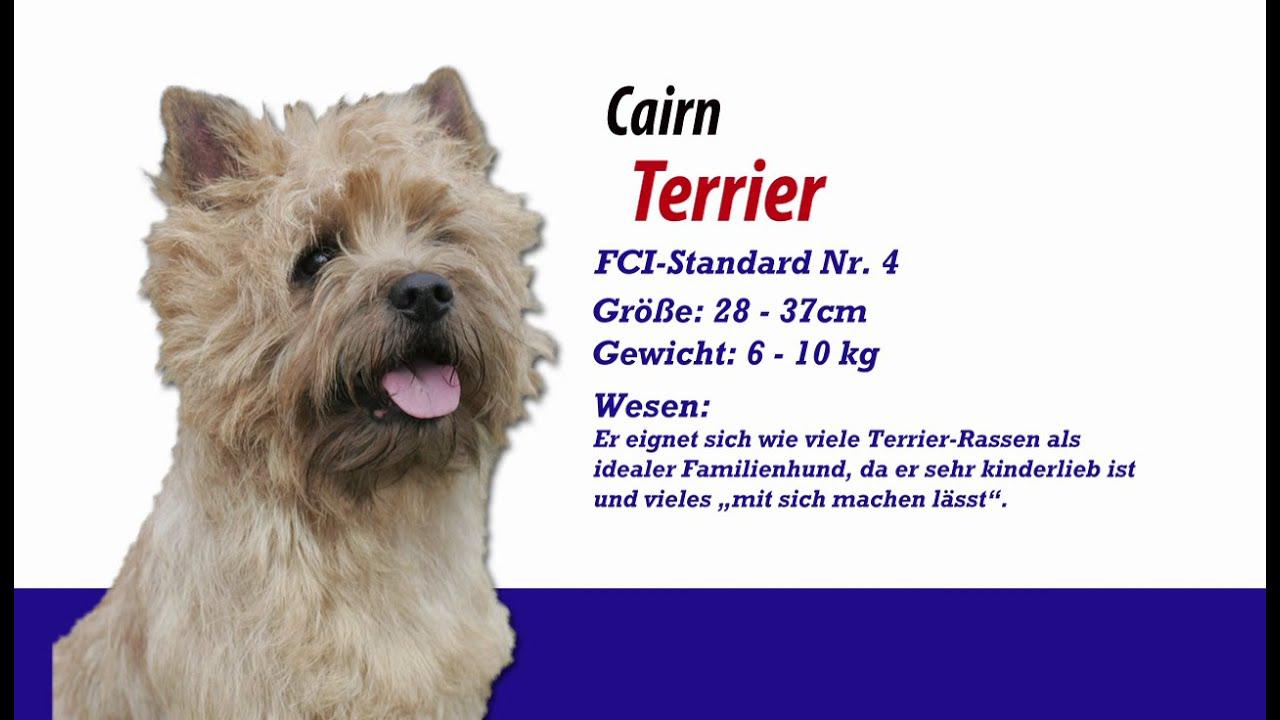 Cairn
Terrier
FCI-Standard Nr. 4
Größe: 28 - 37cm
Gewicht: 6 - 10 kg
Wesen:
Er eignet sich wie viele Terrier-Rassen als
idealer Familienhund, da er sehr kinderlieb ist
und vieles „mit sich machen lässt“.